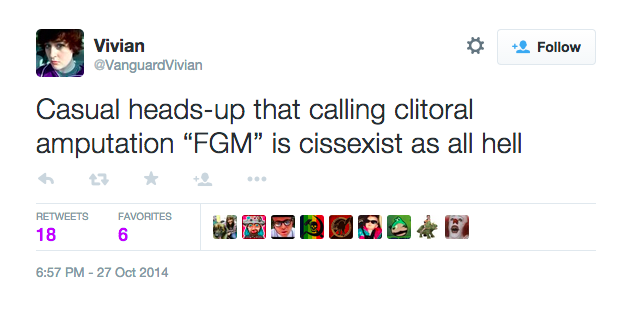 Vivian
@VanguardVivian
Follow
Casual heads-up that calling clitoral
amputation “FGM” is cissexist as all hell
RETWEETS
18
FAVORITES
6
6:57 PM - 27 Oct 2014